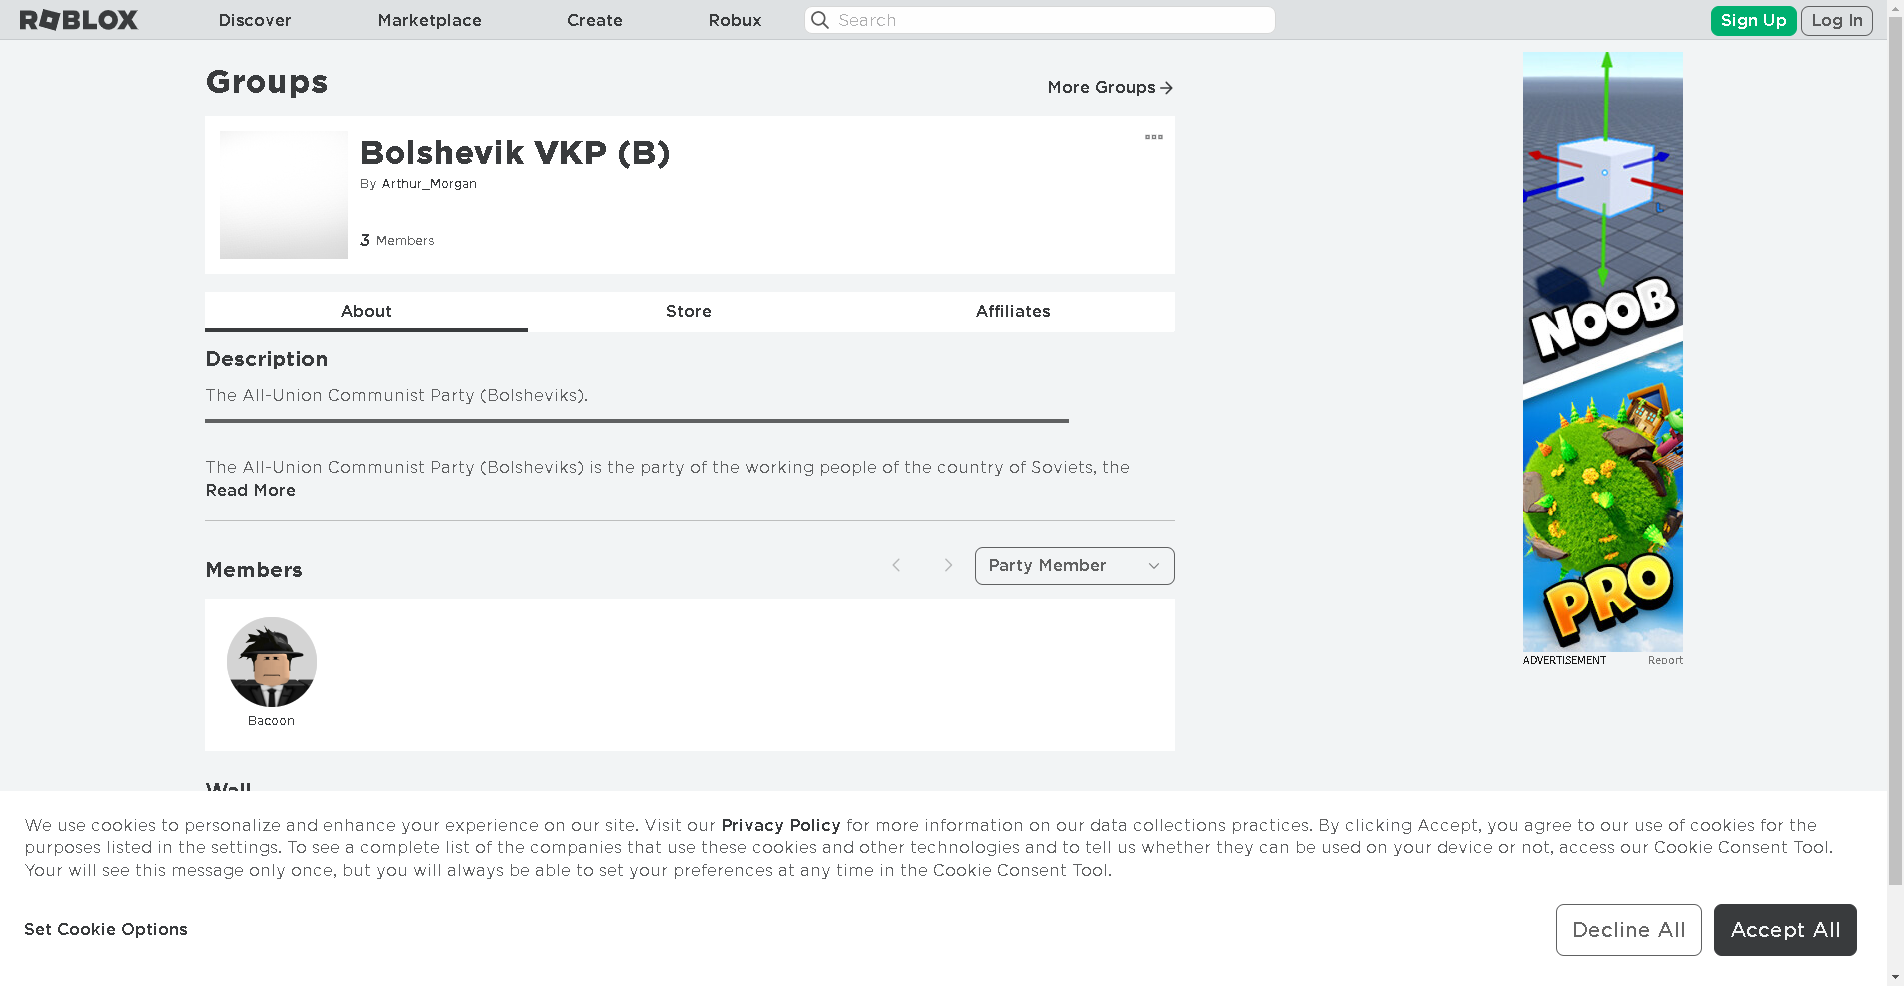 ROBLOX
Discover
Marketplace
Create
Robux
Search
Sign Up
Log In
Groups
More Groups
Bolshevik VKP (B)
By Arthur_Morgan
3 Members
About
Store
Affiliates
Description
The All-Union Communist Party (Bolsheviks).
The All-Union Communist Party (Bolsheviks) is the party of the working people of the country of Soviets, the
Read More
Members
Party Member
Bacoon
Wall
NOOB
PRO
ADVERTISEMENT
Report
We use cookies to personalize and enhance your experience on our site. Visit our Privacy Policy for more information on our data collections practices. By clicking Accept, you agree to our use of cookies for the
purposes listed in the settings. To see a complete list of the companies that use these cookies and other technologies and to tell us whether they can be used on your device or not, access our Cookie Consent Tool.
Your will see this message only once, but you will always be able to set your preferences at any time in the Cookie Consent Tool.
Set Cookie Options
Decline All
Accept All